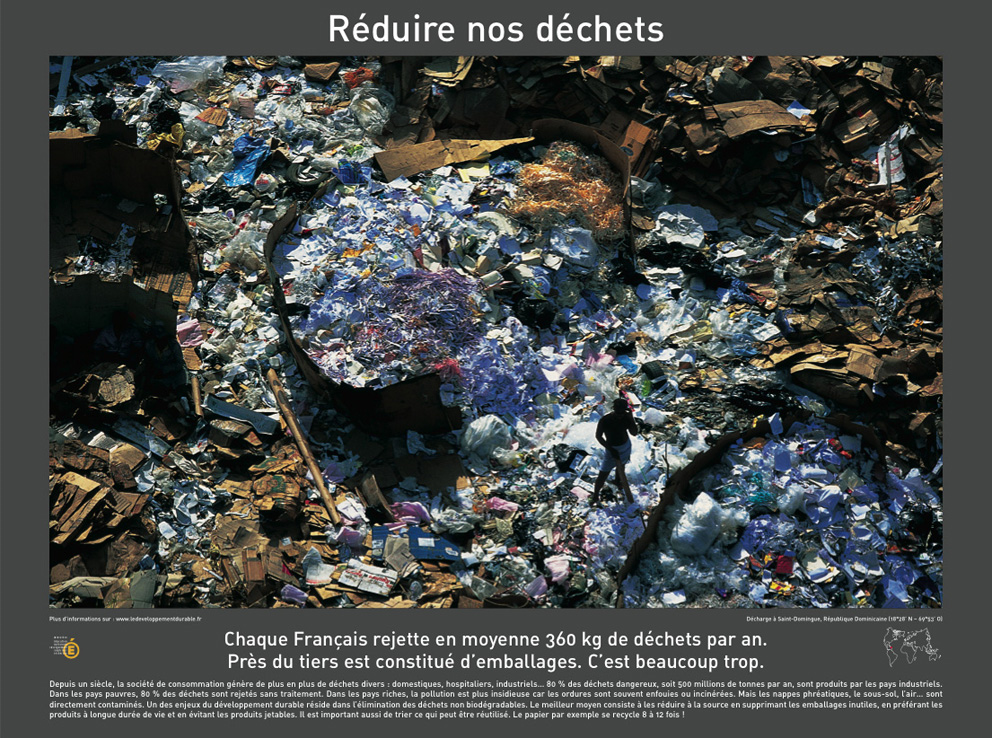 Réduire nos déchets
Plus d'informations sur : www.ledeveloppementdurable.fr
Décharge à Saint-Domingue, République Dominicaine (18°28' N – 69°53' O)
Chaque Français rejette en moyenne 360 kg de déchets par an.
Près du tiers est constitué d'emballages. C'est beaucoup trop.
Depuis un siècle, la société de consommation génère de plus en plus de déchets divers : domestiques, hospitaliers, industriels... 80 % des déchets dangereux, soit 500 millions de tonnes par an, sont produits par les pays industriels.
Dans les pays pauvres, 80 % des déchets sont rejetés sans traitement. Dans les pays riches, la pollution est plus insidieuse car les ordures sont souvent enfouies ou incinérées. Mais les nappes phréatiques, le sous-sol, l'air... sont
directement contaminés. Un des enjeux du développement durable réside dans l'élimination des déchets non biodégradables. Le meilleur moyen consiste à les réduire à la source en supprimant les emballages inutiles, en préférant les
produits à longue durée de vie et en évitant les produits jetables. Il est important aussi de trier ce qui peut être réutilisé. Le papier par exemple se recycle 8 à 12 fois !